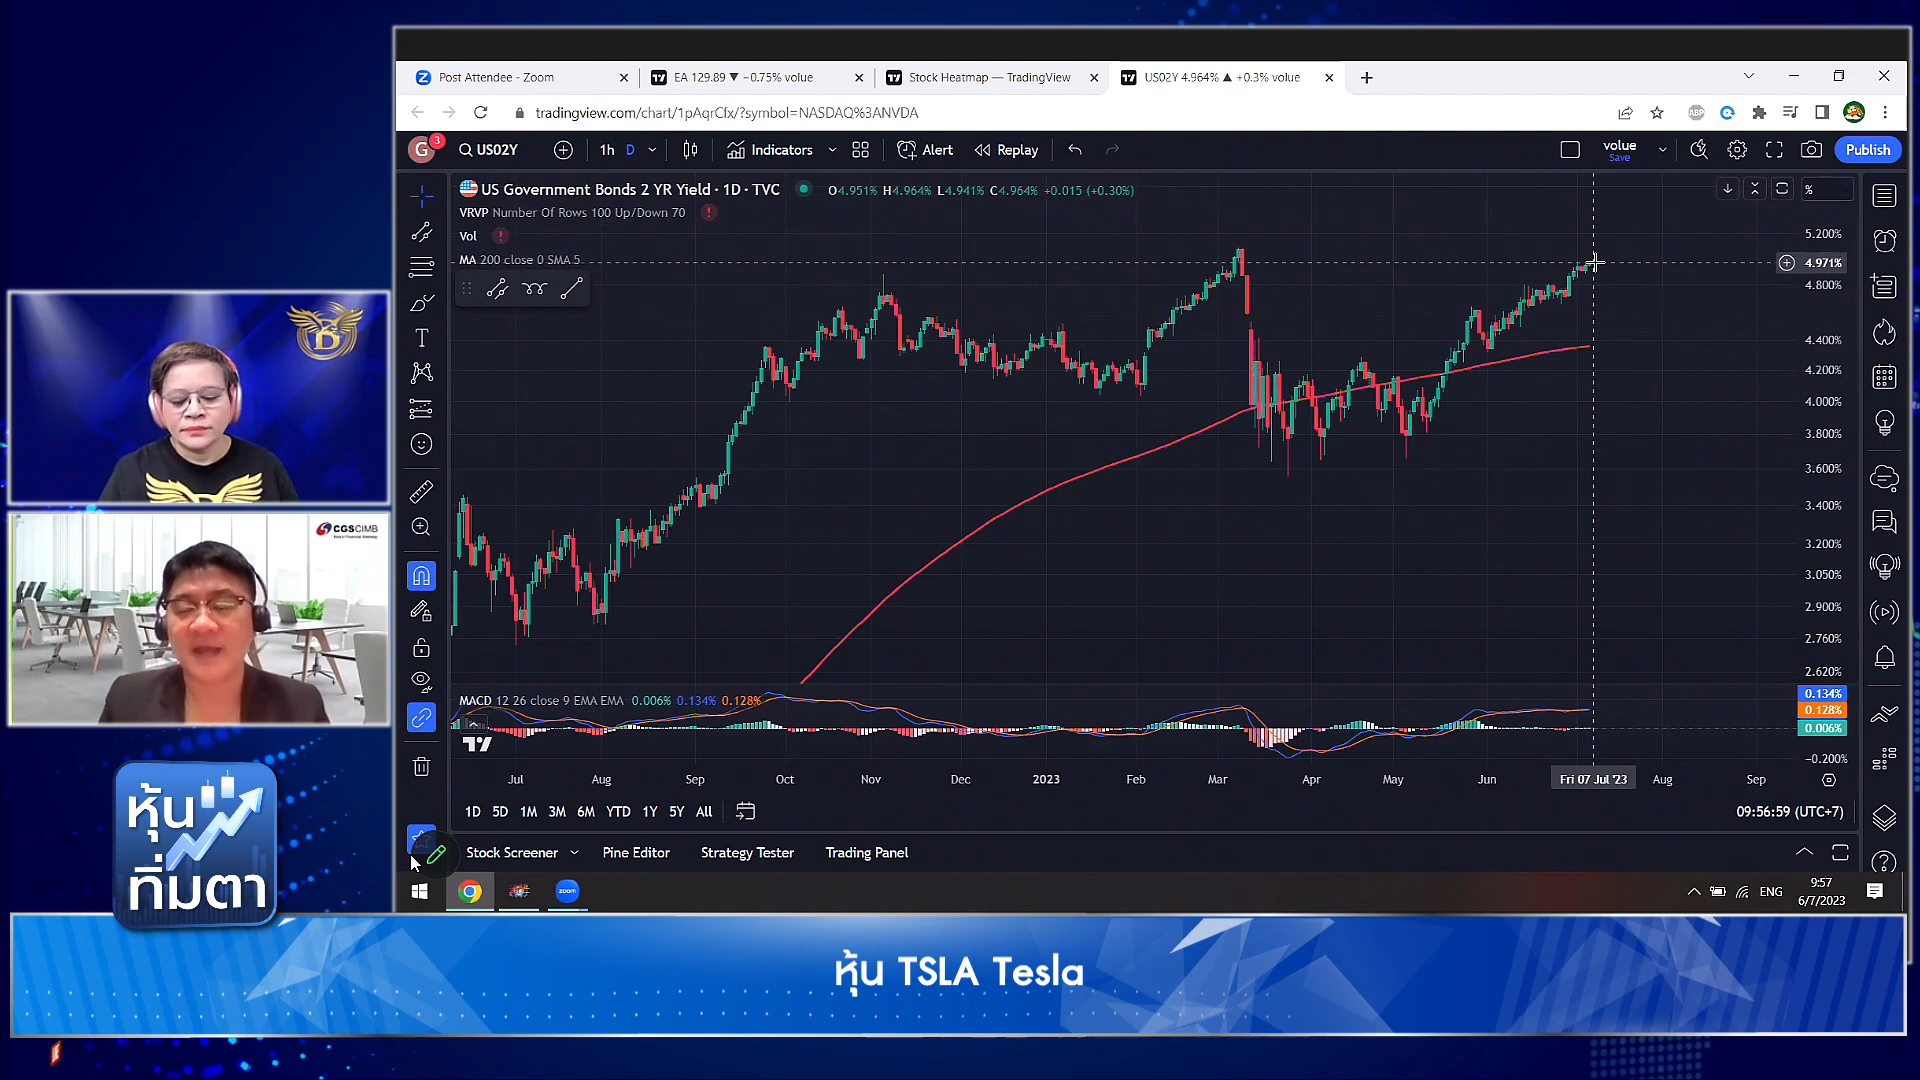 Post Attendee - Zoom
EA 129.89 ▼ −0.75% volue
Stock Heatmap — TradingView
US02Y 4.964% ▲ +0.3% volue
tradingview.com/chart/1pAqrCfx/?symbol=NASDAQ%3ANVDA
ABP
G 3
US02Y
1h D
Indicators
Alert
Replay
volue
Save
Publish
US Government Bonds 2 YR Yield · 1D · TVC
O4.951% H4.964% L4.941% C4.964% +0.015 (+0.30%)
%
VRVP Number Of Rows 100 Up/Down 70
Vol
MA 200 close 0 SMA 5
5.200%
4.971%
4.800%
4.400%
4.200%
4.000%
3.800%
3.600%
3.400%
3.200%
3.050%
2.900%
2.760%
2.620%
MACD 12 26 close 9 EMA EMA 0.006% 0.134% 0.128%
0.134%
0.128%
0.006%
−0.200%
Jul Aug Sep Oct Nov Dec 2023 Feb Mar Apr May Jun Fri 07 Jul '23 Aug Sep
1D 5D 1M 3M 6M YTD 1Y 5Y All
09:56:59 (UTC+7)
Stock Screener
Pine Editor
Strategy Tester
Trading Panel
zoom
ENG
9:57
6/7/2023
CGS CIMB
หุ้น
ทิ่มตา
หุ้น TSLA Tesla